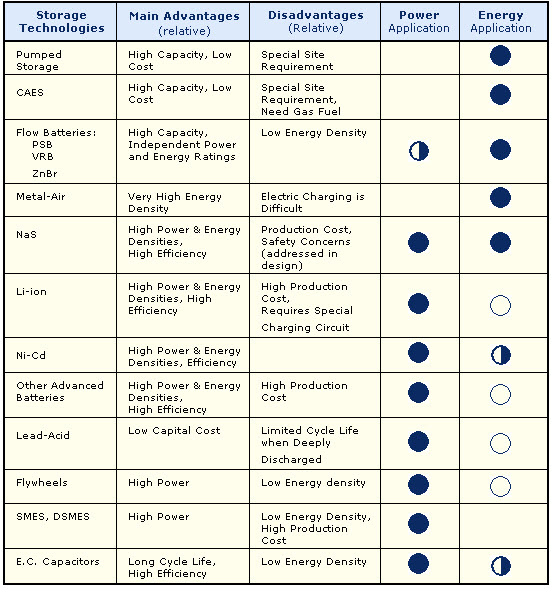 Storage Technologies
Main Advantages (relative)
Disadvantages (Relative)
Power Application
Energy Application
Pumped
Storage
High Capacity, Low
Cost
Special Site
Requirement
CAES
High Capacity, Low
Cost
Special Site
Requirement,
Need Gas Fuel
Flow Batteries:
PSB
VRB
ZnBr
High Capacity,
Independent Power
and Energy Ratings
Low Energy Density
Metal-Air
Very High Energy
Density
Electric Charging is
Difficult
NaS
High Power & Energy
Densities,
High Efficiency
Production Cost,
Safety Concerns
(addressed in
design)
Li-ion
High Power & Energy
Densities, High
Efficiency
High Production
Cost,
Requires Special
Charging Circuit
Ni-Cd
High Power & Energy
Densities, Efficiency
Other Advanced
Batteries
High Power & Energy
Densities,
High Efficiency
High Production
Cost
Lead-Acid
Low Capital Cost
Limited Cycle Life
when Deeply
Discharged
Flywheels
High Power
Low Energy density
SMES, DSMES
High Power
Low Energy Density,
High Production
Cost
E.C. Capacitors
Long Cycle Life,
High Efficiency
Low Energy Density